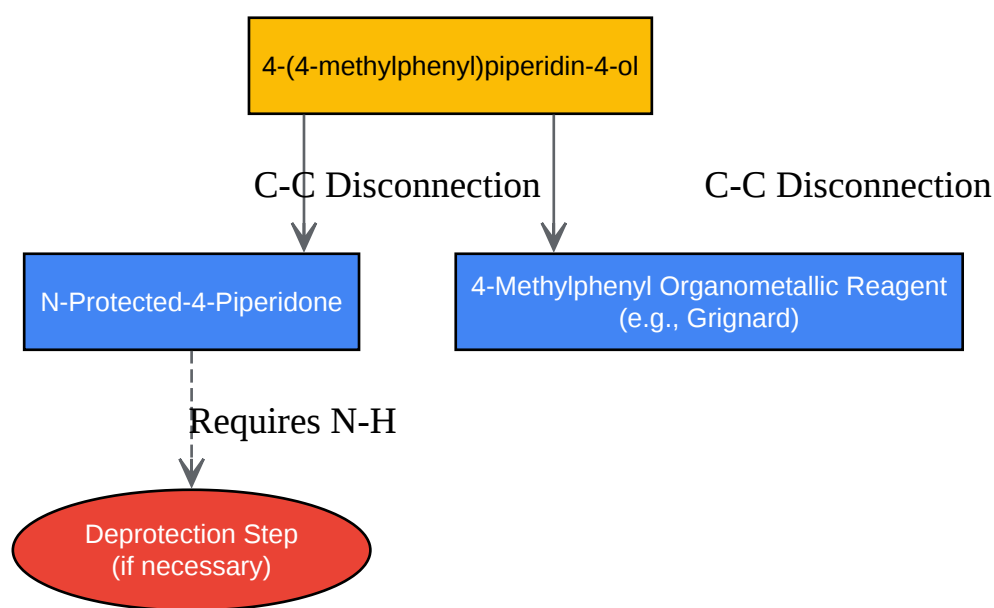 4-(4-methylphenyl)piperidin-4-ol
C-C Disconnection
C-C Disconnection
N-Protected-4-Piperidone
4-Methylphenyl Organometallic Reagent
(e.g., Grignard)
Requires N-H
Deprotection Step
(if necessary)